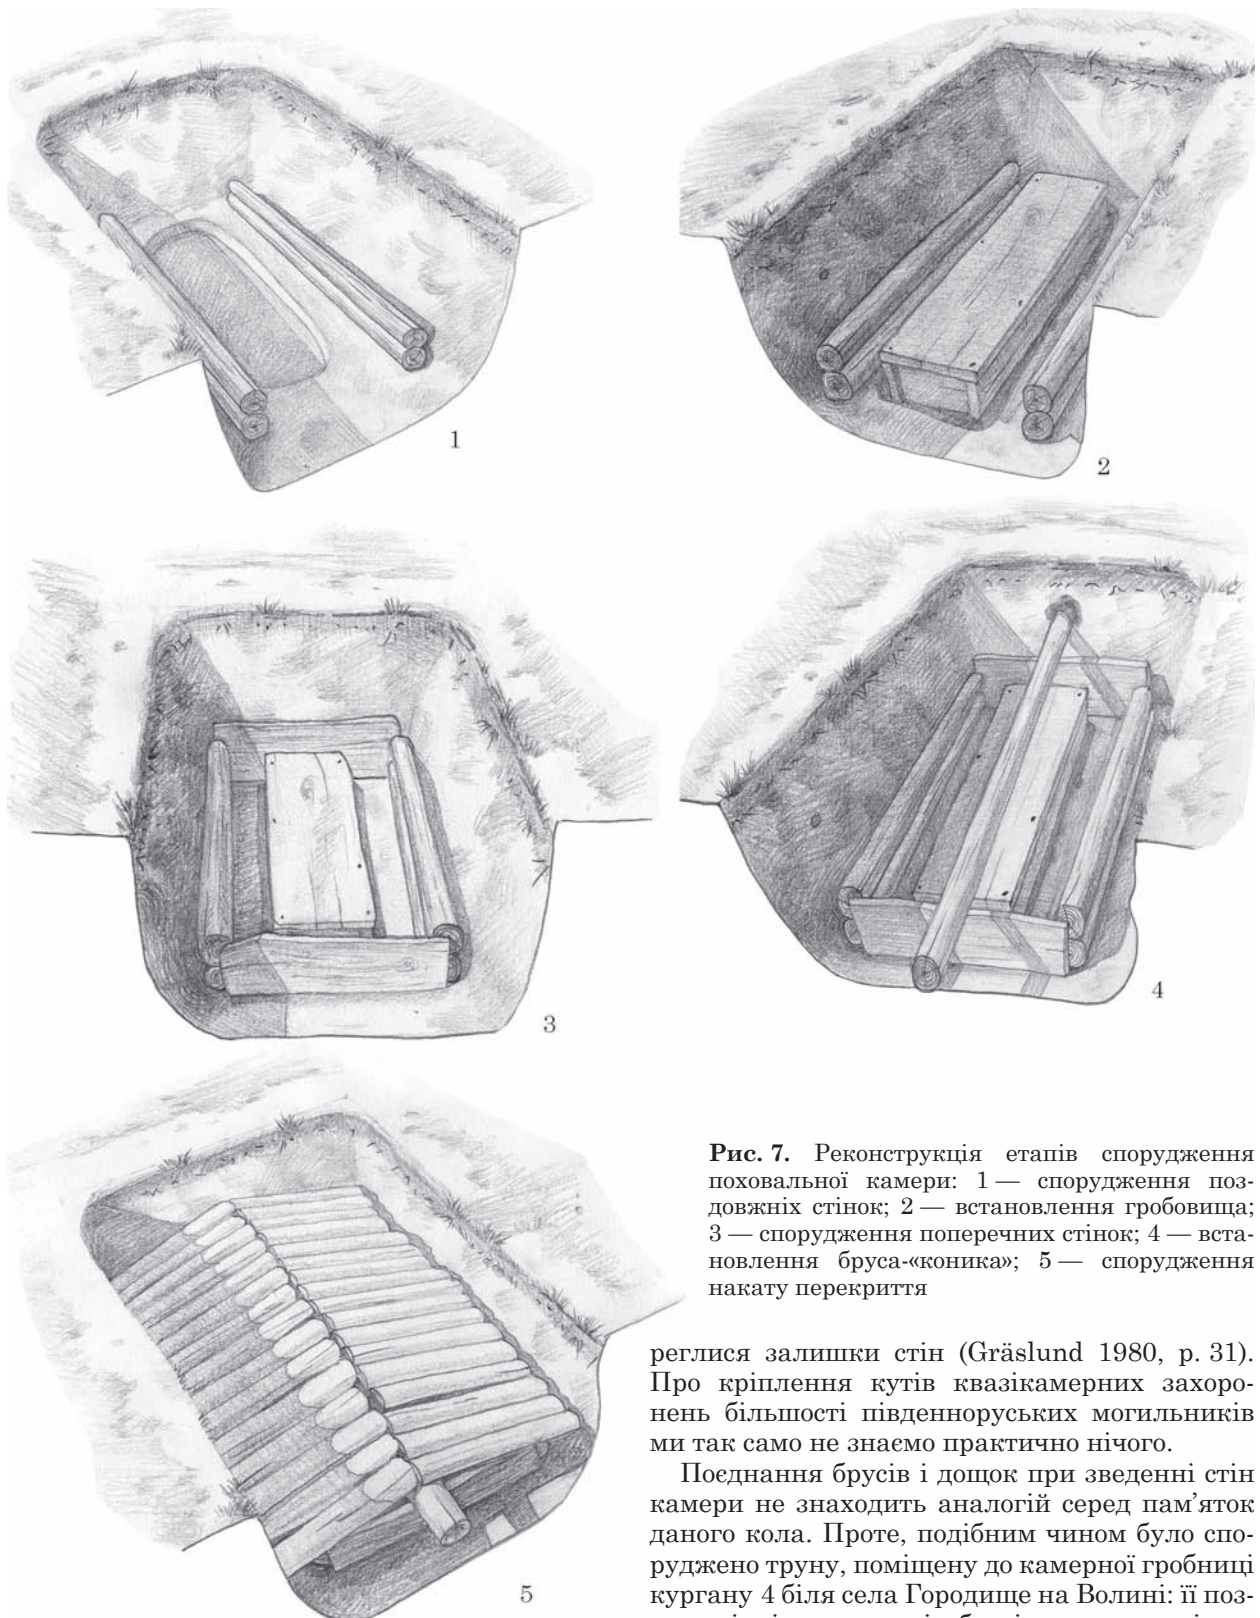 1
2
3
4
5
Рис. 7. Реконструкція етапів спорудження
поховальної камери: 1 — спорудження поз-
довжніх стінок; 2 — встановлення гробовища;
3 — спорудження поперечних стінок; 4 — вста-
новлення бруса-«коника»; 5 — спорудження
накату перекриття
реглися залишки стін (Gräslund 1980, p. 31).
Про кріплення кутів квазікамерних захоро-
нень більшості південноруських могильників
ми так само не знаємо практично нічого.
Поєднання брусів і дощок при зведенні стін
камери не знаходить аналогій серед пам’яток
даного кола. Проте, подібним чином було спо-
руджено труну, поміщену до камерної гробниці
кургану 4 біля села Городище на Волині: її поз-